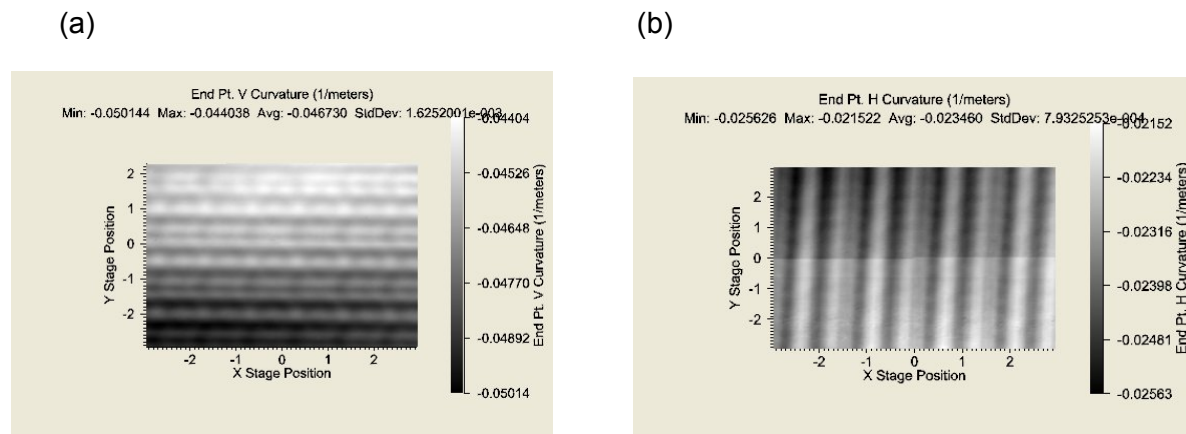 (a)
End Pt. V Curvature (1/meters)
Min: -0.050144 Max: -0.044038 Avg: -0.046730 StdDev: 1.6252001e-003
-0.04404
-0.04526
-0.04648
-0.04770
-0.04892
-0.05014
End Pt. V Curvature (1/meters)
Y Stage Position
2
1
0
-1
-2
-2
-1
0
1
2
X Stage Position
(b)
End Pt. H Curvature (1/meters)
Min: -0.025626 Max: -0.021522 Avg: -0.023460 StdDev: 7.9325253e-004
-0.02152
-0.02234
-0.02316
-0.02398
-0.02481
-0.02563
End Pt. H Curvature (1/meters)
Y Stage Position
2
1
0
-1
-2
-2
-1
0
1
2
X Stage Position